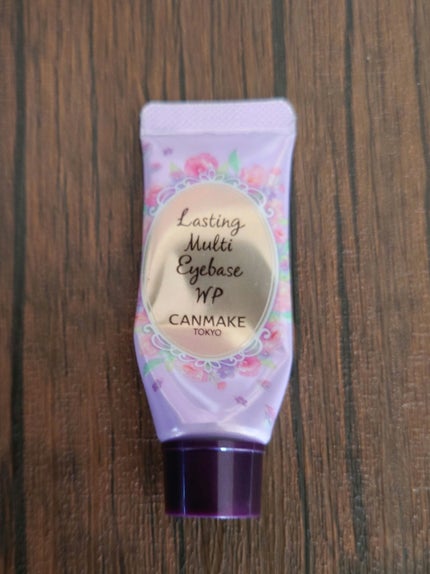 Lasting
Multi
Eyebase
WP
CANMAKE
TOKYO